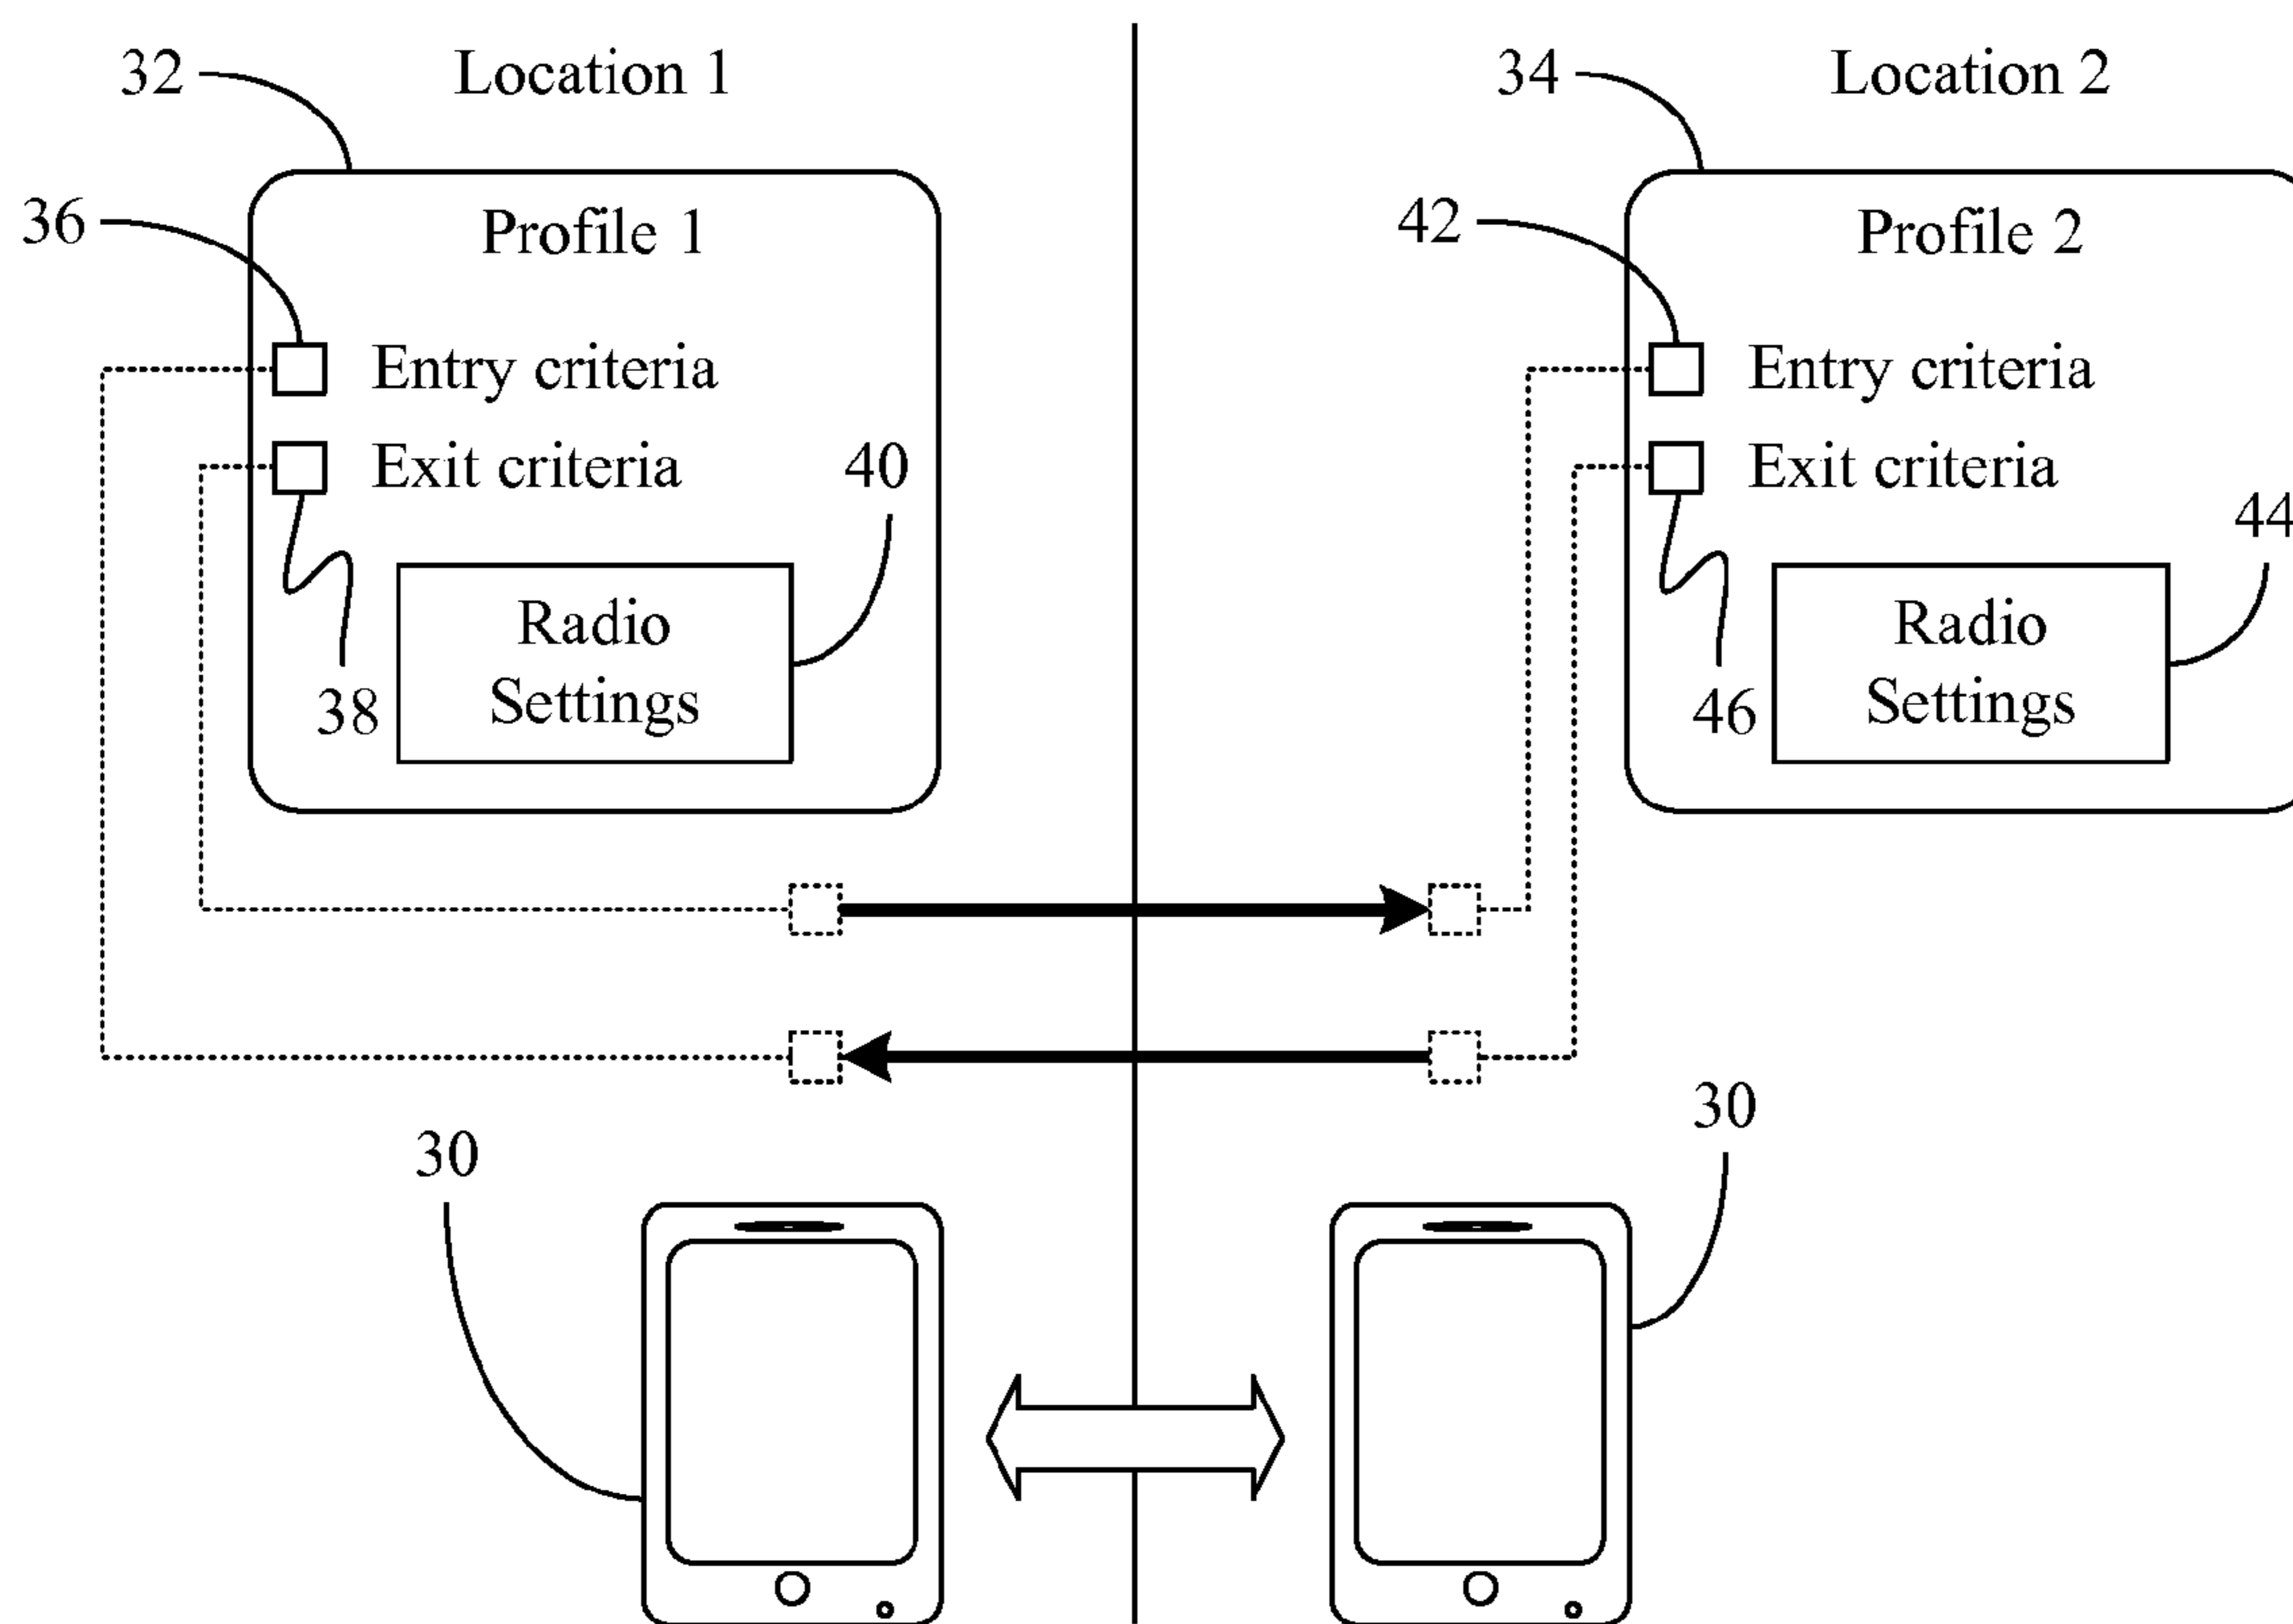 32
Location 1
34
Location 2
36
Profile 1
42
Profile 2
Entry criteria
Entry criteria
Exit criteria
40
Exit criteria
44
Radio
Settings
38
Radio
Settings
46
30
30